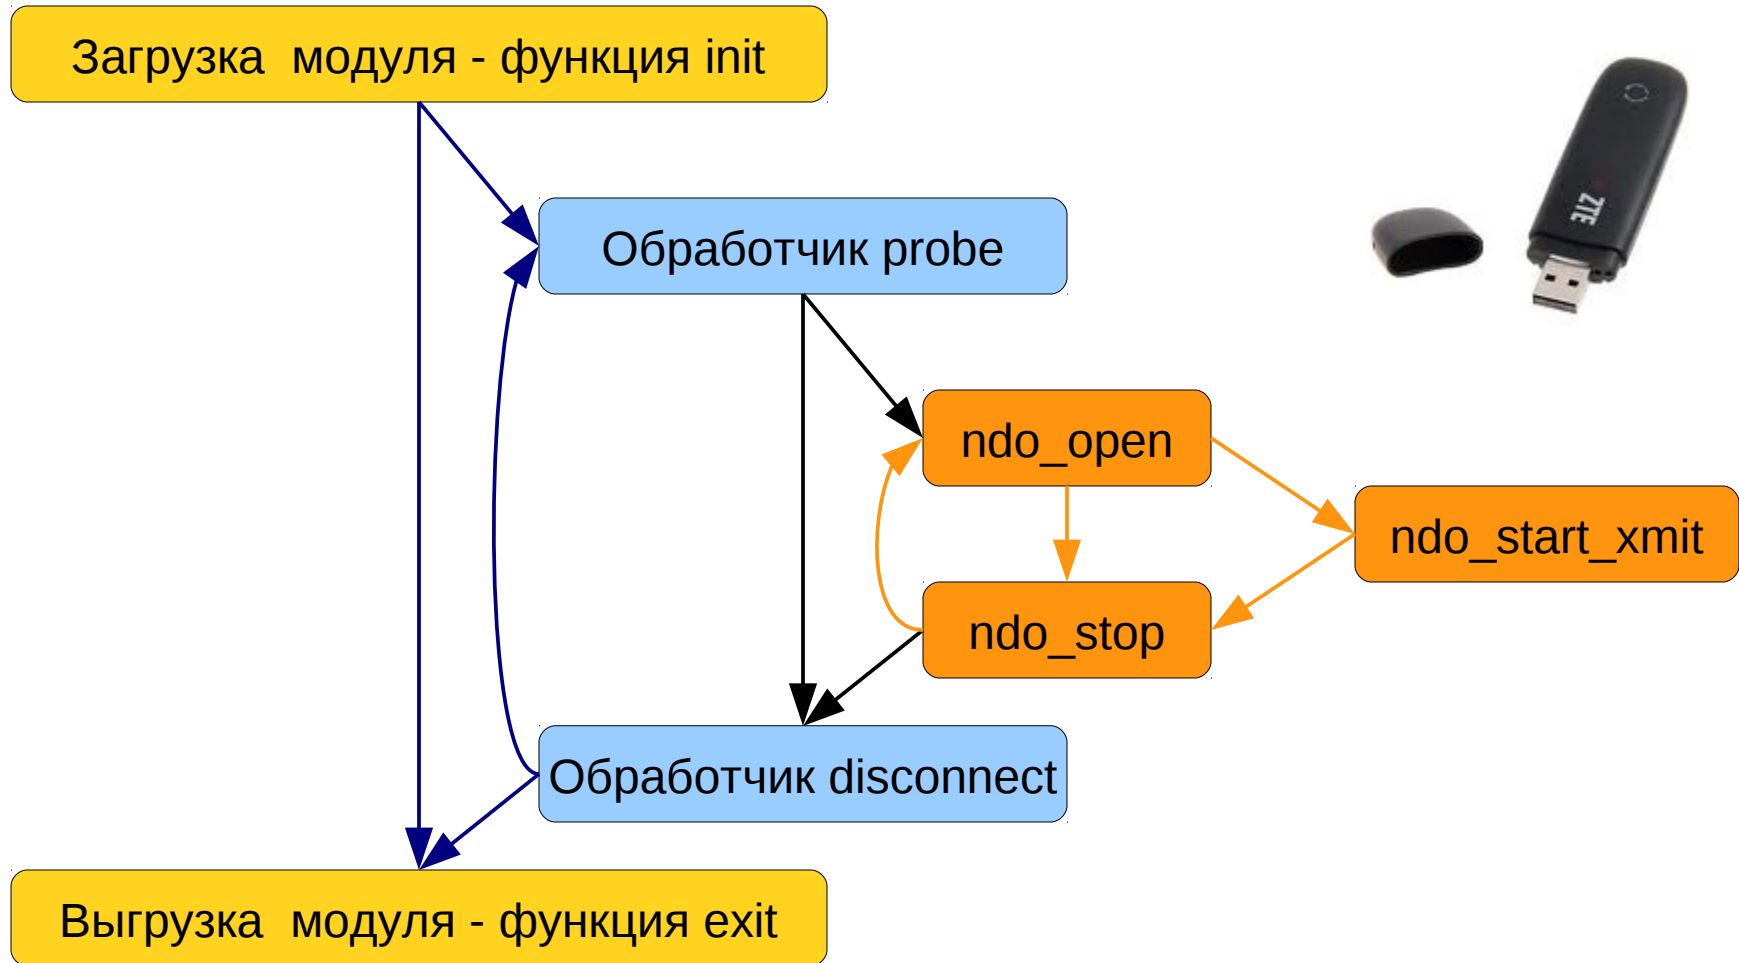 Загрузка  модуля - функция init
Обработчик probe
ZTE
ndo_open
ndo_start_xmit
ndo_stop
Обработчик disconnect
Выгрузка  модуля - функция exit